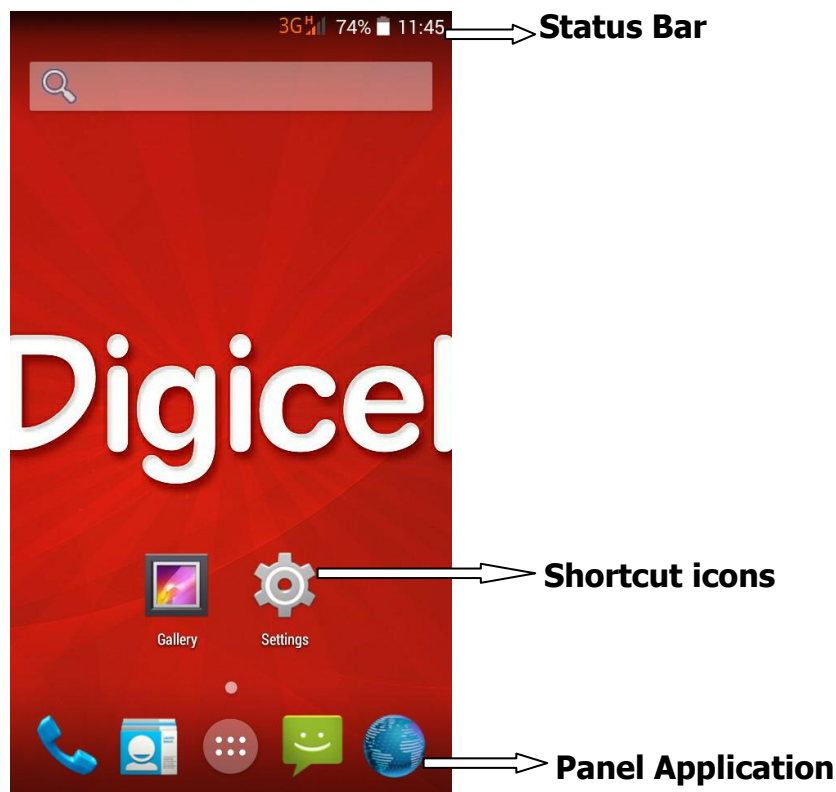 3G H 74% 11:45
Status Bar
Digicel
Shortcut icons
Gallery Settings
Panel Application